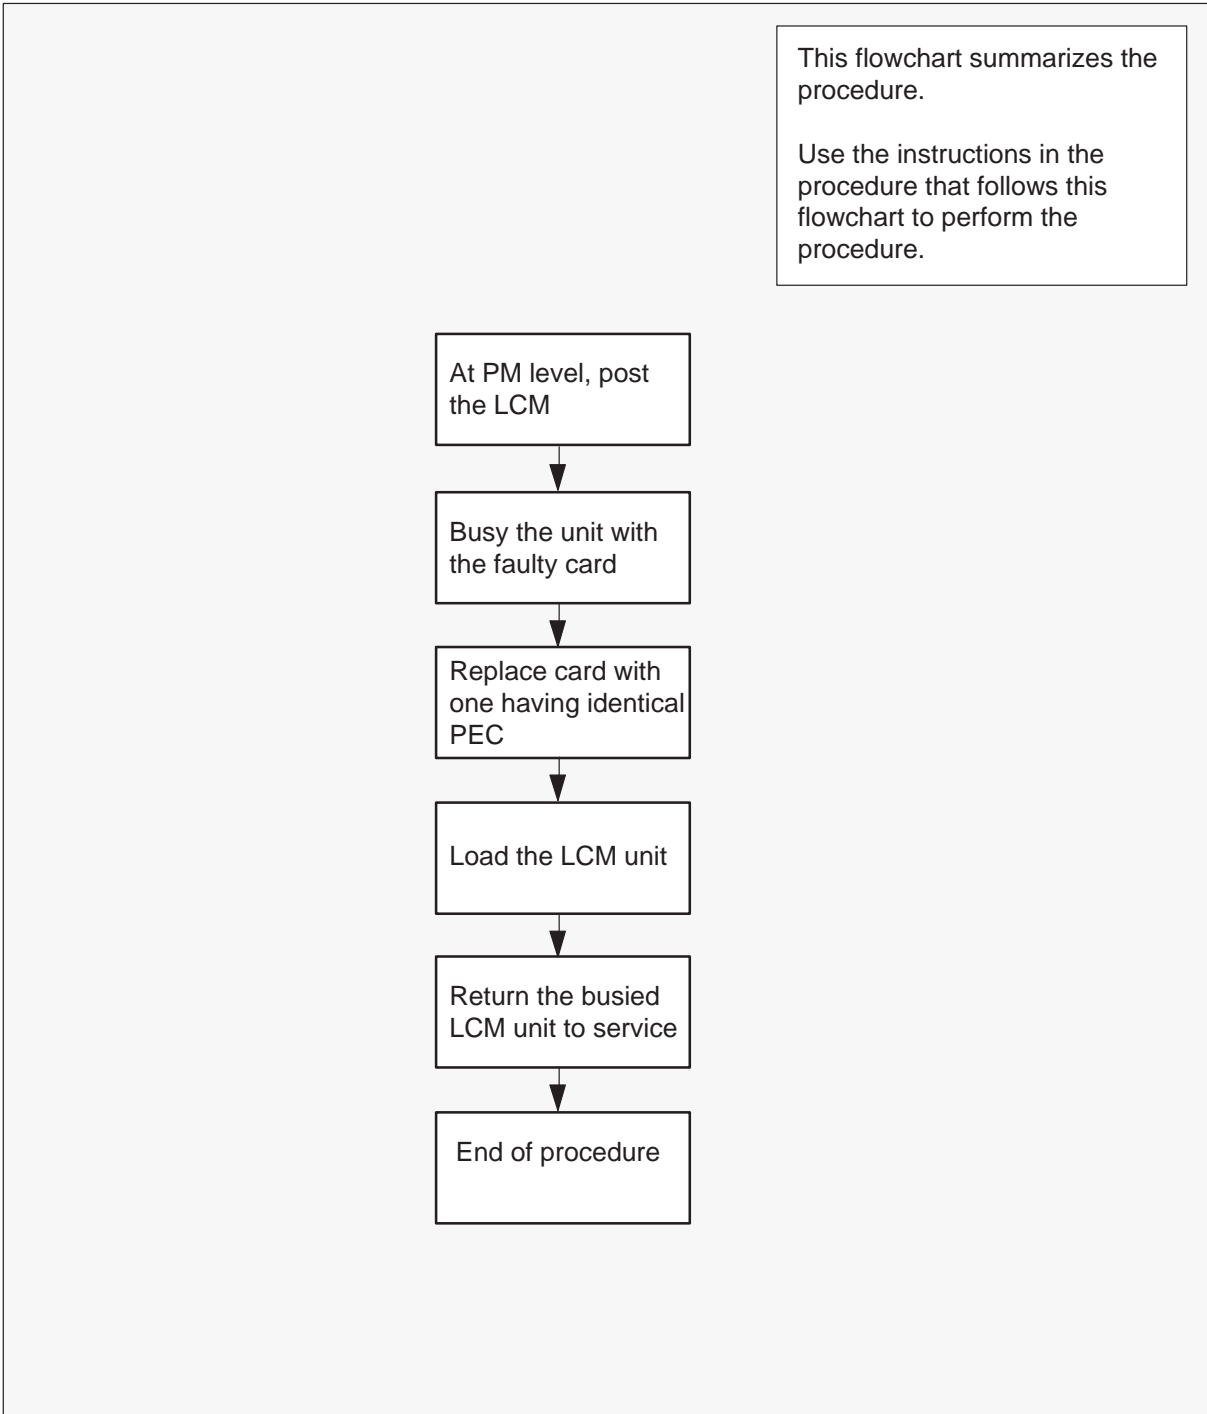 This flowchart summarizes the
procedure.
Use the instructions in the
procedure that follows this
flowchart to perform the
procedure.
At PM level, post
the LCM
Busy the unit with
the faulty card
Replace card with
one having identical
PEC
Load the LCM unit
Return the busied
LCM unit to service
End of procedure